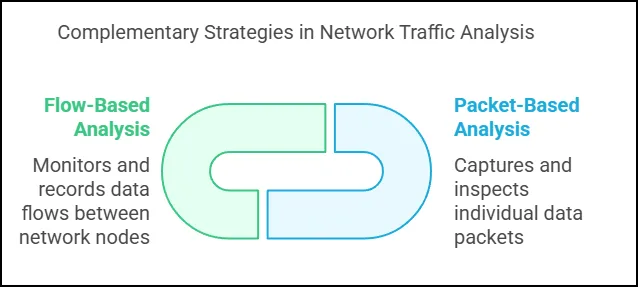 Complementary Strategies in Network Traffic Analysis
Flow-Based
Analysis
Monitors and
records data
flows between
network nodes
Packet-Based
Analysis
Captures and
inspects
individual data
packets